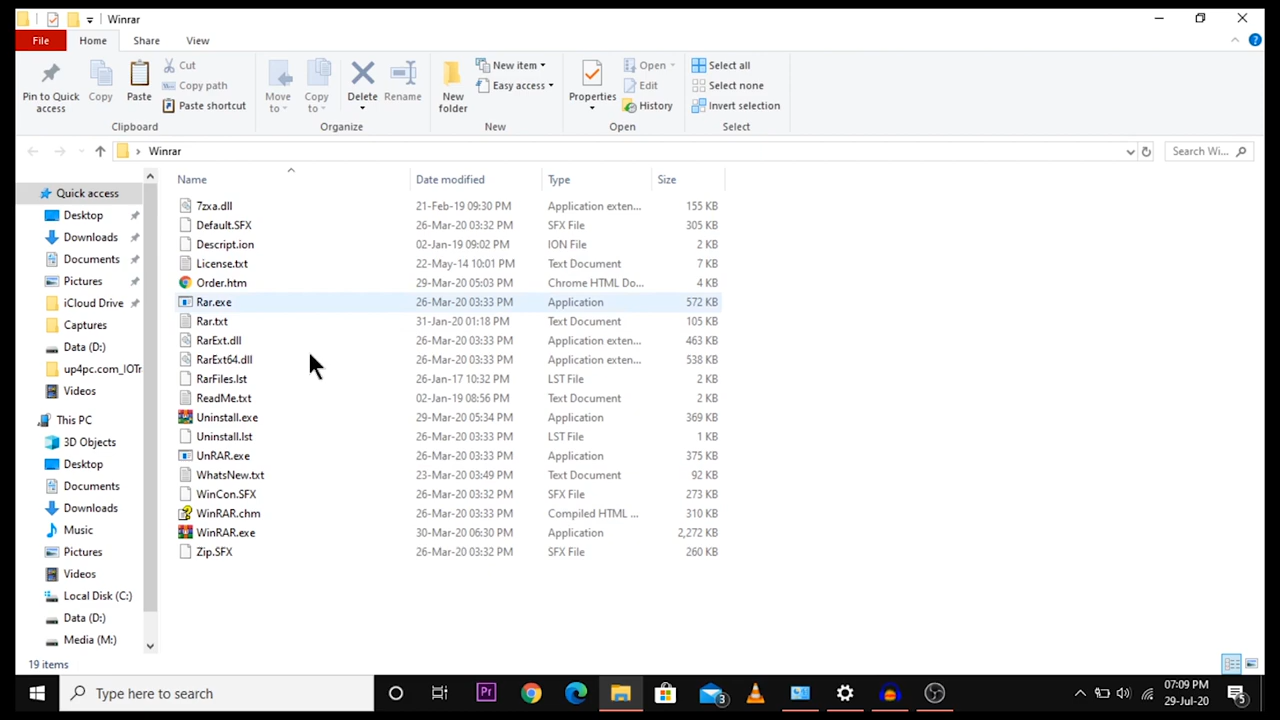 Winrar
File Home Share View
Pin to Quick access
Copy
Paste
Cut
Copy path
Paste shortcut
Clipboard
Move to
Copy to
Delete
Rename
Organize
New folder
New item
Easy access
New
Properties
Open
Edit
History
Open
Select all
Select none
Invert selection
Select
Winrar
Search Wi...
Name Date modified Type Size
7zxa.dll 21-Feb-19 09:30 PM Application exten... 155 KB
Default.SFX 26-Mar-20 03:32 PM SFX File 305 KB
Descript.ion 02-Jan-19 09:02 PM ION File 2 KB
License.txt 22-May-14 10:01 PM Text Document 7 KB
Order.htm 29-Mar-20 05:03 PM Chrome HTML Do... 4 KB
Rar.exe 26-Mar-20 03:33 PM Application 572 KB
Rar.txt 31-Jan-20 01:18 PM Text Document 105 KB
RarExt.dll 26-Mar-20 03:33 PM Application exten... 463 KB
RarExt64.dll 26-Mar-20 03:33 PM Application exten... 538 KB
RarFiles.lst 26-Jan-17 10:32 PM LST File 2 KB
ReadMe.txt 02-Jan-19 08:56 PM Text Document 2 KB
Uninstall.exe 29-Mar-20 05:34 PM Application 369 KB
Uninstall.lst 26-Mar-20 03:33 PM LST File 1 KB
UnRAR.exe 26-Mar-20 03:33 PM Application 375 KB
WhatsNew.txt 23-Mar-20 03:49 PM Text Document 92 KB
WinCon.SFX 26-Mar-20 03:32 PM SFX File 273 KB
WinRAR.chm 26-Mar-20 03:33 PM Compiled HTML ... 310 KB
WinRAR.exe 30-Mar-20 06:30 PM Application 2,272 KB
Zip.SFX 26-Mar-20 03:32 PM SFX File 260 KB
Quick access
Desktop
Downloads
Documents
Pictures
iCloud Drive
Captures
Data (D:)
up4pc.com_IOTr
Videos
This PC
3D Objects
Desktop
Documents
Downloads
Music
Pictures
Videos
Local Disk (C:)
Data (D:)
Media (M:)
19 items
Type here to search
Pr
3
07:09 PM
29-Jul-20
5